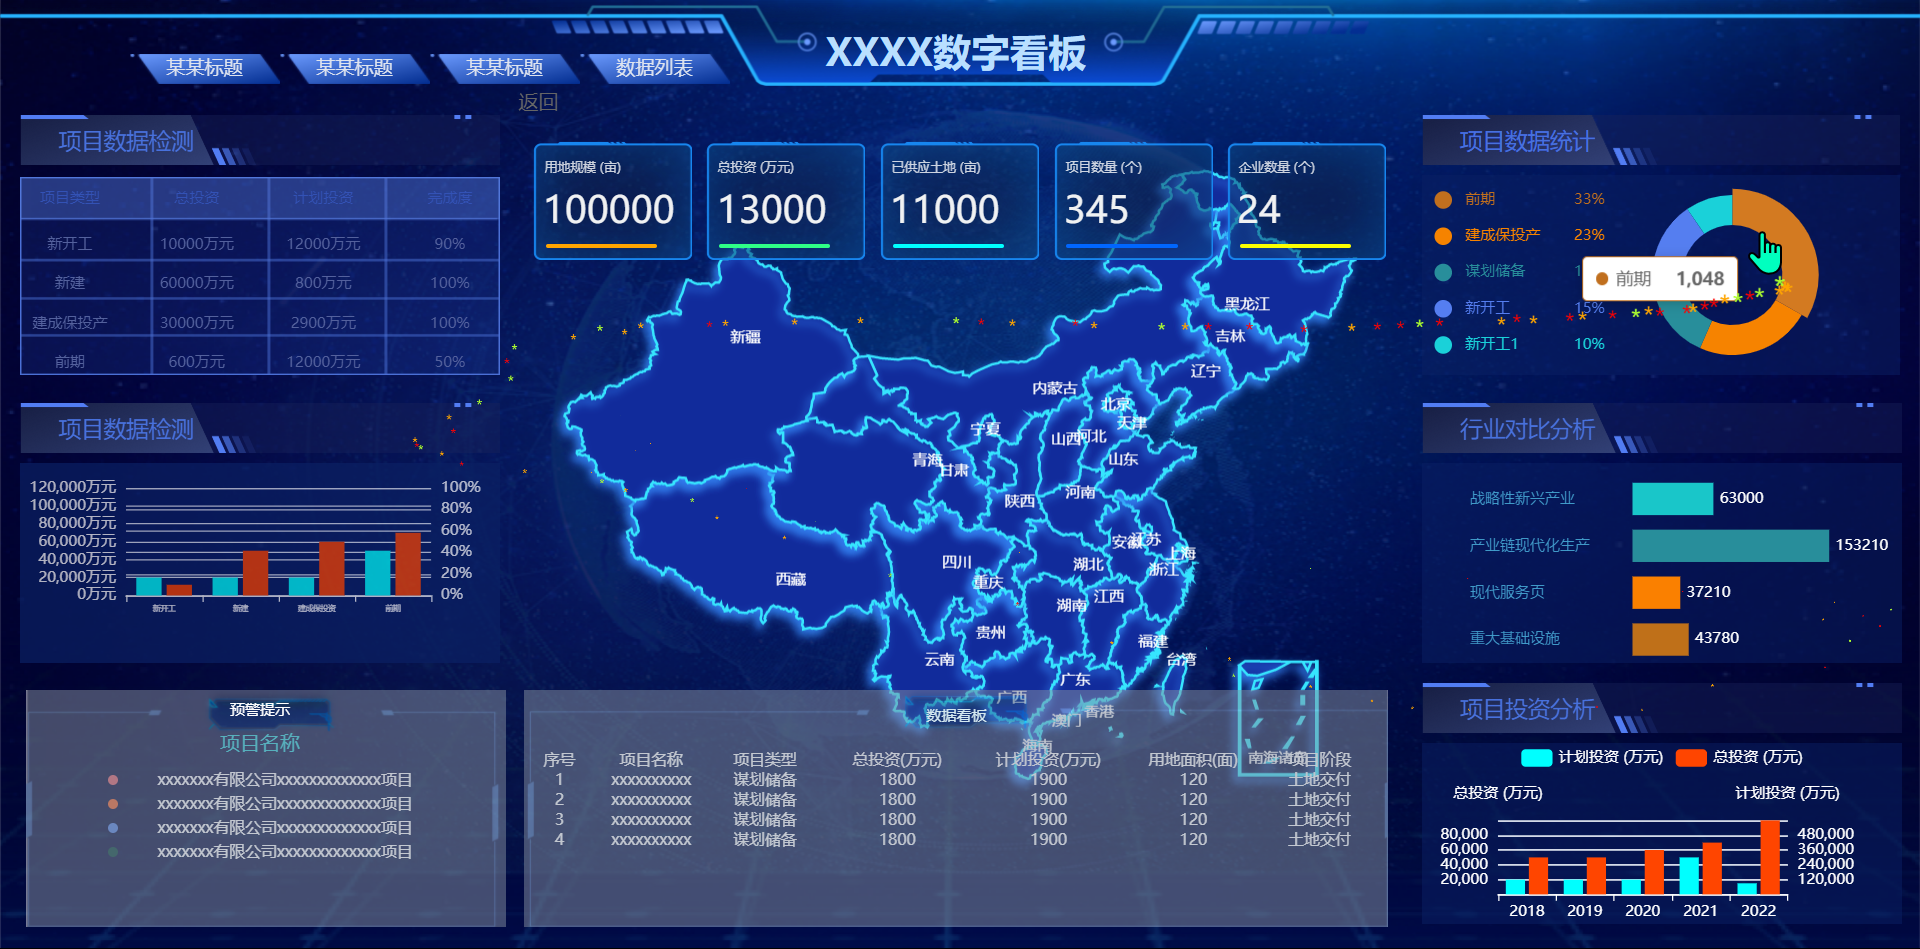 XXXX数字看板
某某标题
某某标题
某某标题
数据列表
返回
项目数据检测
项目类型 总投资 计划投资 完成度
新开工 10000万元 12000万元 90%
新建 60000万元 800万元 100%
建成保投产 30000万元 2900万元 100%
前期 600万元 12000万元 50%
项目数据检测
120,000万元
100,000万元
80,000万元
60,000万元
40,000万元
20,000万元
0万元
100%
80%
60%
40%
20%
0%
新开工 新建 建成保投资 前期
预警提示
项目名称
xxxxxxx有限公司xxxxxxxxxxxxx项目
xxxxxxx有限公司xxxxxxxxxxxxx项目
xxxxxxx有限公司xxxxxxxxxxxxx项目
xxxxxxx有限公司xxxxxxxxxxxxx项目
用地规模 (亩)
100000
总投资 (万元)
13000
已供应土地 (亩)
11000
项目数量 (个)
345
企业数量 (个)
24
黑龙江
新疆
吉林
辽宁
内蒙古
北京
天津
宁夏
山西
河北
青海
甘肃
山东
陕西
河南
安徽
江苏
上海
四川
湖北
浙江
重庆
西藏
江西
湖南
贵州
福建
云南
台湾
广东
广西
香港
澳门
海南
南海诸岛
数据看板
序号 项目名称 项目类型 总投资(万元) 计划投资(万元) 用地面积(亩) 项目阶段
1 xxxxxxxxxx 谋划储备 1800 1900 120 土地交付
2 xxxxxxxxxx 谋划储备 1800 1900 120 土地交付
3 xxxxxxxxxx 谋划储备 1800 1900 120 土地交付
4 xxxxxxxxxx 谋划储备 1800 1900 120 土地交付
项目数据统计
前期 33%
建成保投产 23%
谋划储备
新开工 15%
新开工1 10%
前期 1,048
行业对比分析
战略性新兴产业 63000
产业链现代化生产 153210
现代服务页 37210
重大基础设施 43780
项目投资分析
计划投资 (万元) 总投资 (万元)
总投资 (万元) 计划投资 (万元)
80,000
60,000
40,000
20,000
480,000
360,000
240,000
120,000
2018 2019 2020 2021 2022